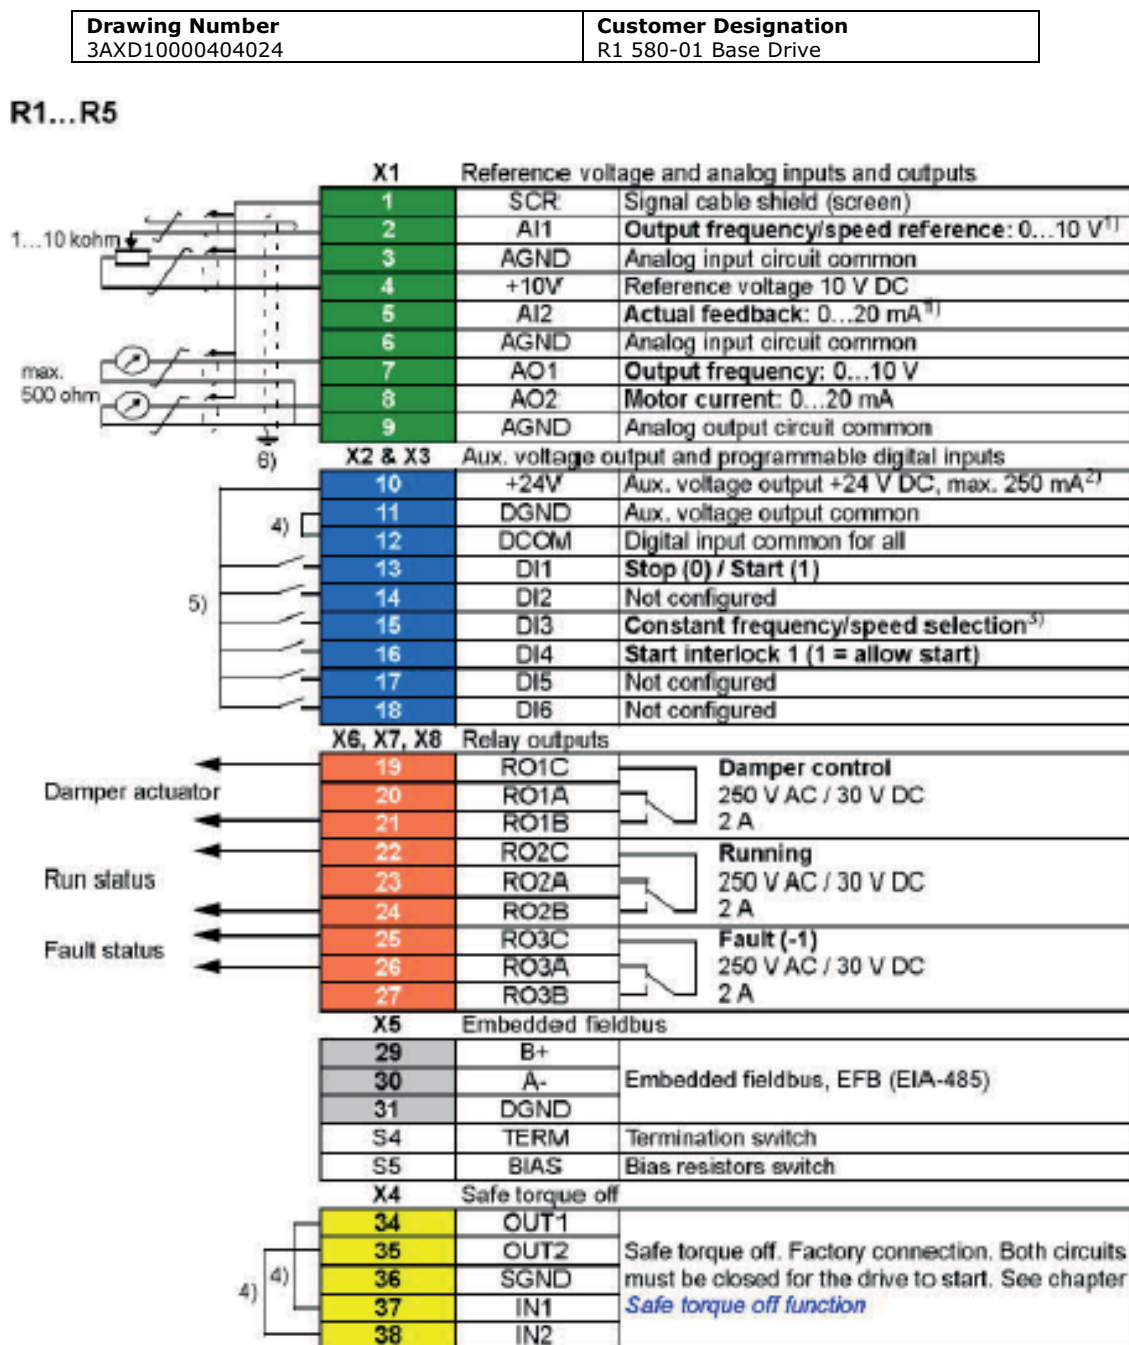 Drawing Number Customer Designation
3AXD10000404024 R1 580-01 Base Drive
R1...R5
X1 Reference voltage and analog inputs and outputs
1 SCR Signal cable shield (screen)
2 AI1 Output frequency/speed reference: 0...10 V1)
1...10 kohm
3 AGND Analog input circuit common
4 +10V Reference voltage 10 V DC
5 AI2 Actual feedback: 0...20 mA1)
6 AGND Analog input circuit common
7 AO1 Output frequency: 0...10 V
max.
500 ohm
8 AO2 Motor current: 0...20 mA
9 AGND Analog output circuit common
6)
X2 & X3 Aux. voltage output and programmable digital inputs
10 +24V Aux. voltage output +24 V DC, max. 250 mA2)
11 DGND Aux. voltage output common
4)
12 DCOM Digital input common for all
13 DI1 Stop (0) / Start (1)
5)
14 DI2 Not configured
15 DI3 Constant frequency/speed selection3)
16 DI4 Start interlock 1 (1 = allow start)
17 DI5 Not configured
18 DI6 Not configured
X6, X7, X8 Relay outputs
19 RO1C Damper control
Damper actuator 20 RO1A 250 V AC / 30 V DC
21 RO1B 2 A
22 RO2C Running
Run status 23 RO2A 250 V AC / 30 V DC
24 RO2B 2 A
25 RO3C Fault (-1)
Fault status
26 RO3A 250 V AC / 30 V DC
27 RO3B 2 A
X5 Embedded fieldbus
29 B+
30 A- Embedded fieldbus, EFB (EIA-485)
31 DGND
S4 TERM Termination switch
S5 BIAS Bias resistors switch
X4 Safe torque off
34 OUT1
35 OUT2 Safe torque off. Factory connection. Both circuits
4) 4) 36 SGND must be closed for the drive to start. See chapter
37 IN1 Safe torque off function
38 IN2